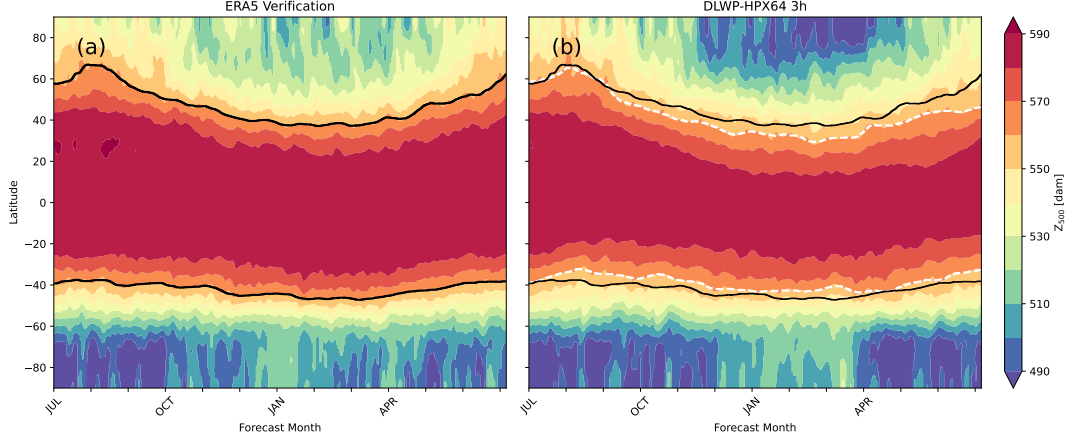 ERA5 Verification
DLWP-HPX64 3h
(a)
(b)
Latitude
80
60
40
20
0
−20
−40
−60
−80
JUL
OCT
JAN
APR
Forecast Month
JUL
OCT
JAN
APR
Forecast Month
590
570
550
530
510
490
Z500 [dam]